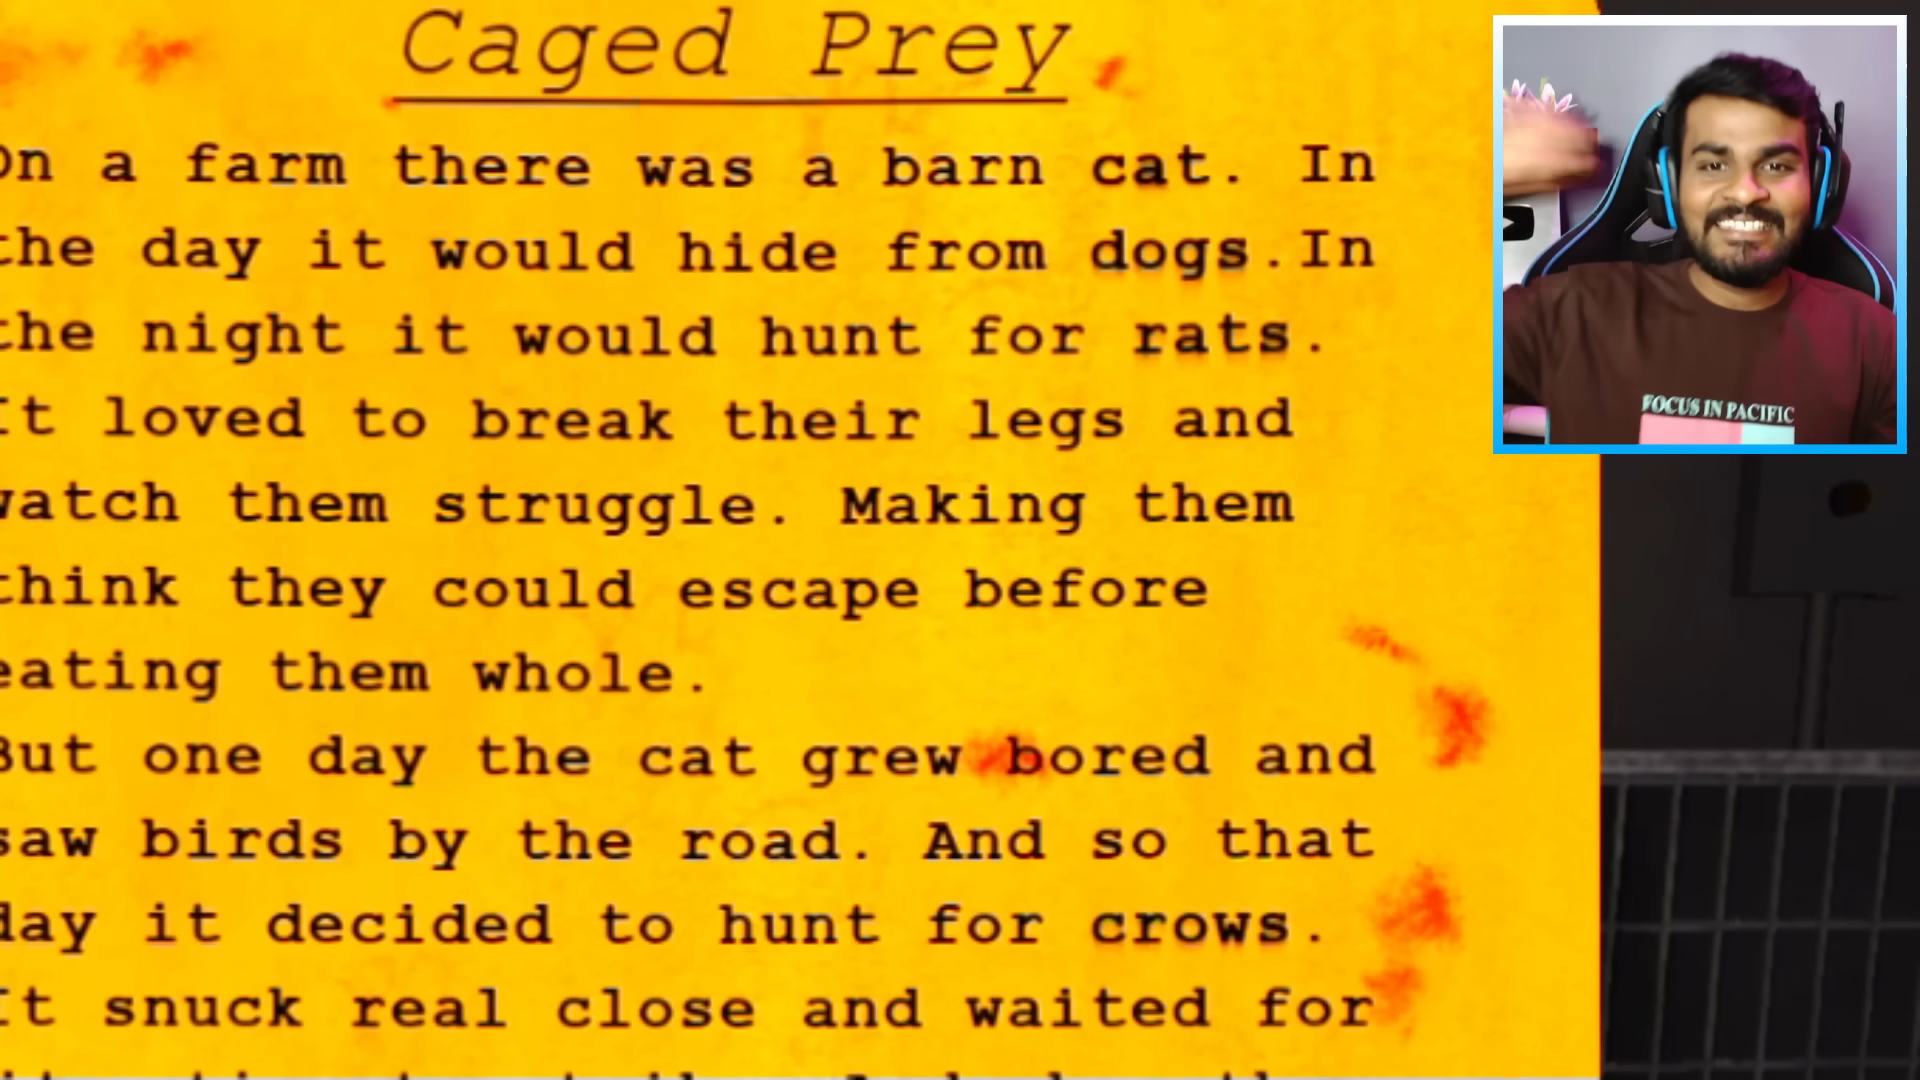 Caged Prey
On a farm there was a barn cat. In
the day it would hide from dogs.In
the night it would hunt for rats.
It loved to break their legs and
watch them struggle. Making them
think they could escape before
eating them whole.
But one day the cat grew bored and
saw birds by the road. And so that
day it decided to hunt for crows.
It snuck real close and waited for
FOCUS IN PACIFIC